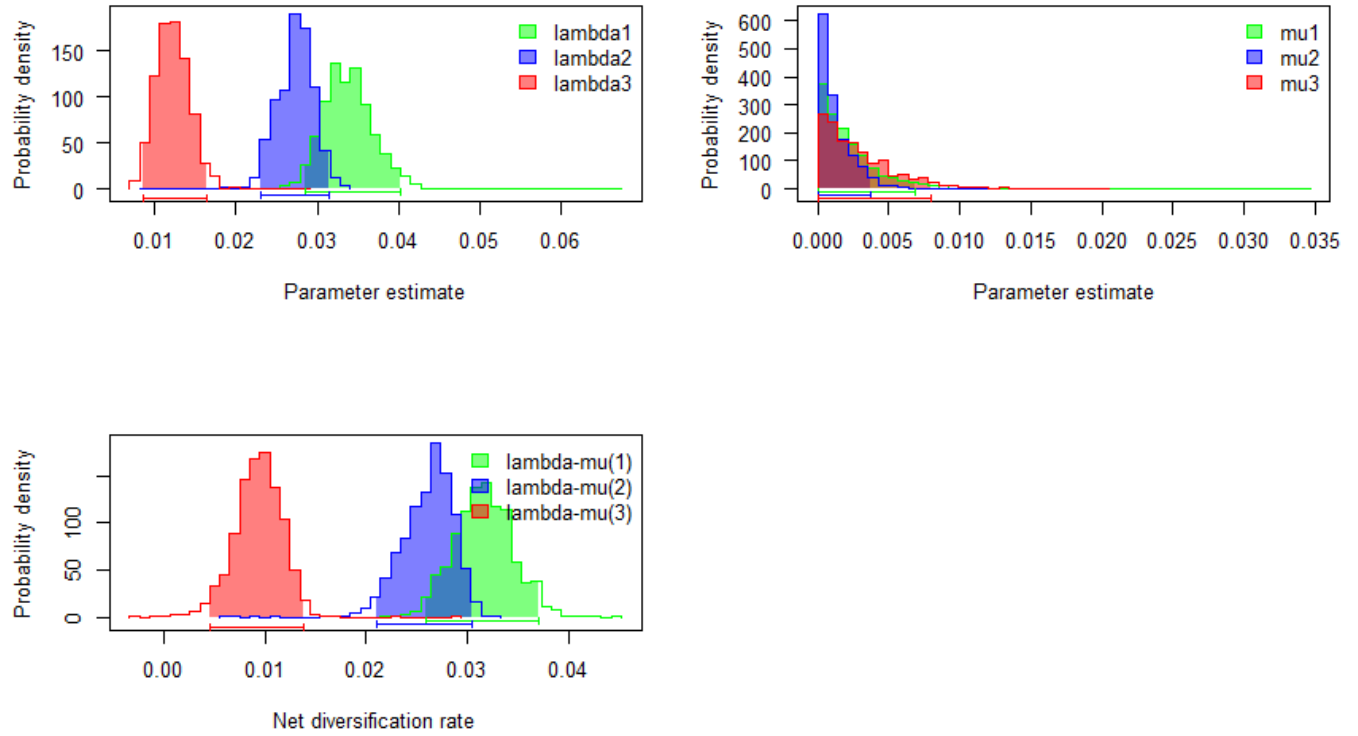 Probability density
150
100
50
0
lambda1
lambda2
lambda3
0.01 0.02 0.03 0.04 0.05 0.06
Parameter estimate
Probability density
600
500
400
300
200
100
0
mu1
mu2
mu3
0.000 0.005 0.010 0.015 0.020 0.025 0.030 0.035
Parameter estimate
Probability density
100
50
0
lambda-mu(1)
lambda-mu(2)
lambda-mu(3)
0.00 0.01 0.02 0.03 0.04
Net diversification rate